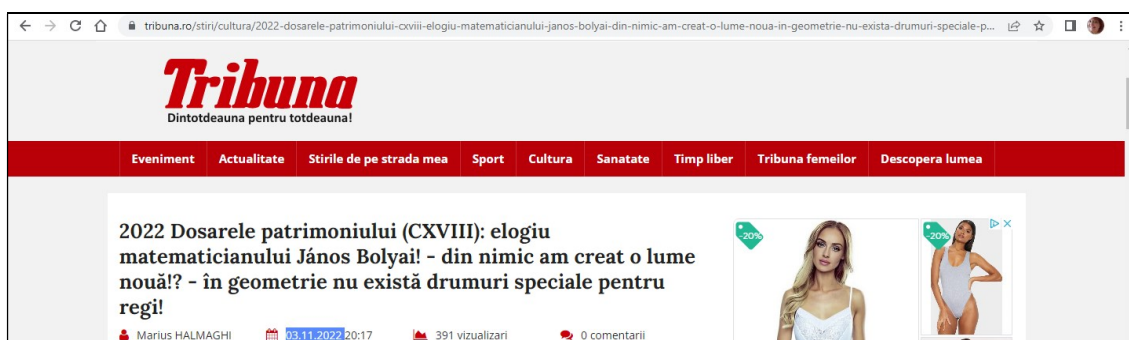 tribuna.ro/stiri/cultura/2022-dosarele-patrimoniului-cxviii-elogiu-matematicianului-janos-bolyai-din-nimic-am-creat-o-lume-noua-in-geometrie-nu-exista-drumuri-speciale-p...
Tribuna
Dintotdeauna pentru totdeauna!
Eveniment Actualitate Stirile de pe strada mea Sport Cultura Sanatate Timp liber Tribuna femeilor Descopera lumea
2022 Dosarele patrimoniului (CXVIII): elogiu
matematicianului János Bolyai! - din nimic am creat o lume
nouă!? - în geometrie nu există drumuri speciale pentru
regi!
Marius HALMAGHI 03.11.2022 20:17 391 vizualizari 0 comentarii
-20%
-20%